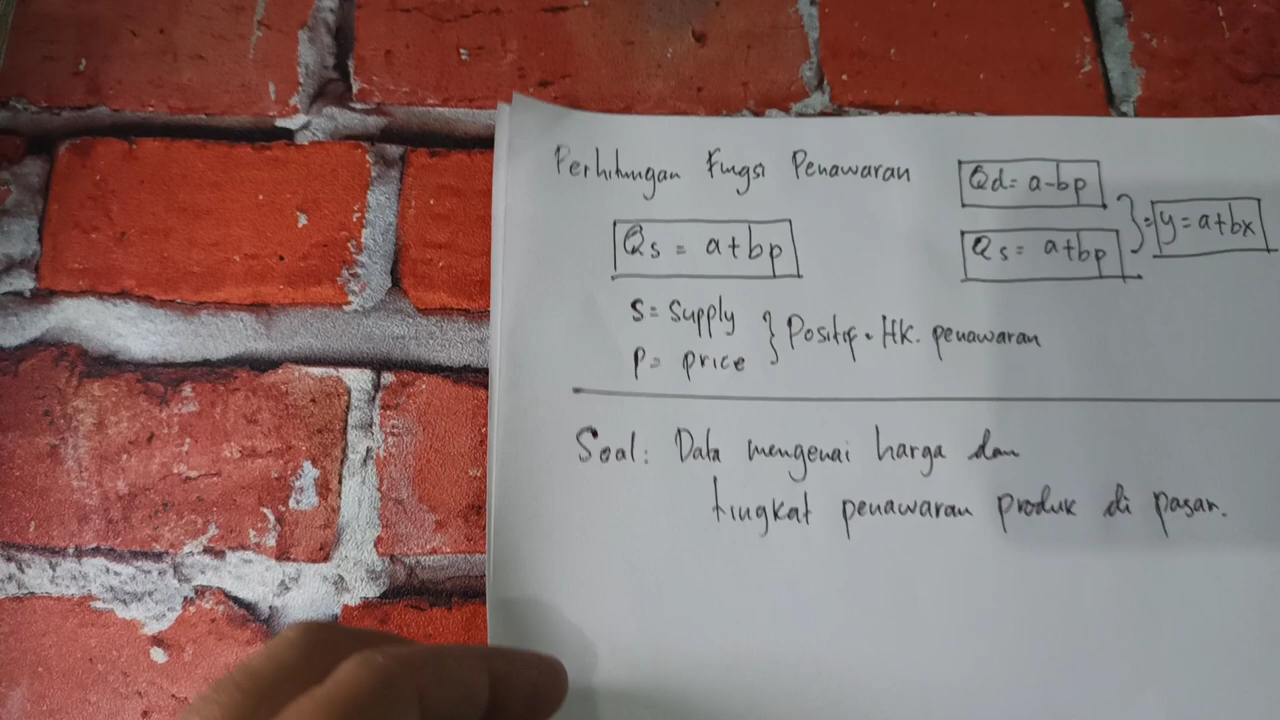 Perhitungan Fungsi Penawaran
Qs = a+bp
Qd= a-bp
Qs= a+bp
} = y = a+bx
S= Supply
P= price
} Positif. Hk. penawaran
Soal: Data mengenai harga dan
tingkat penawaran produk di pasar.